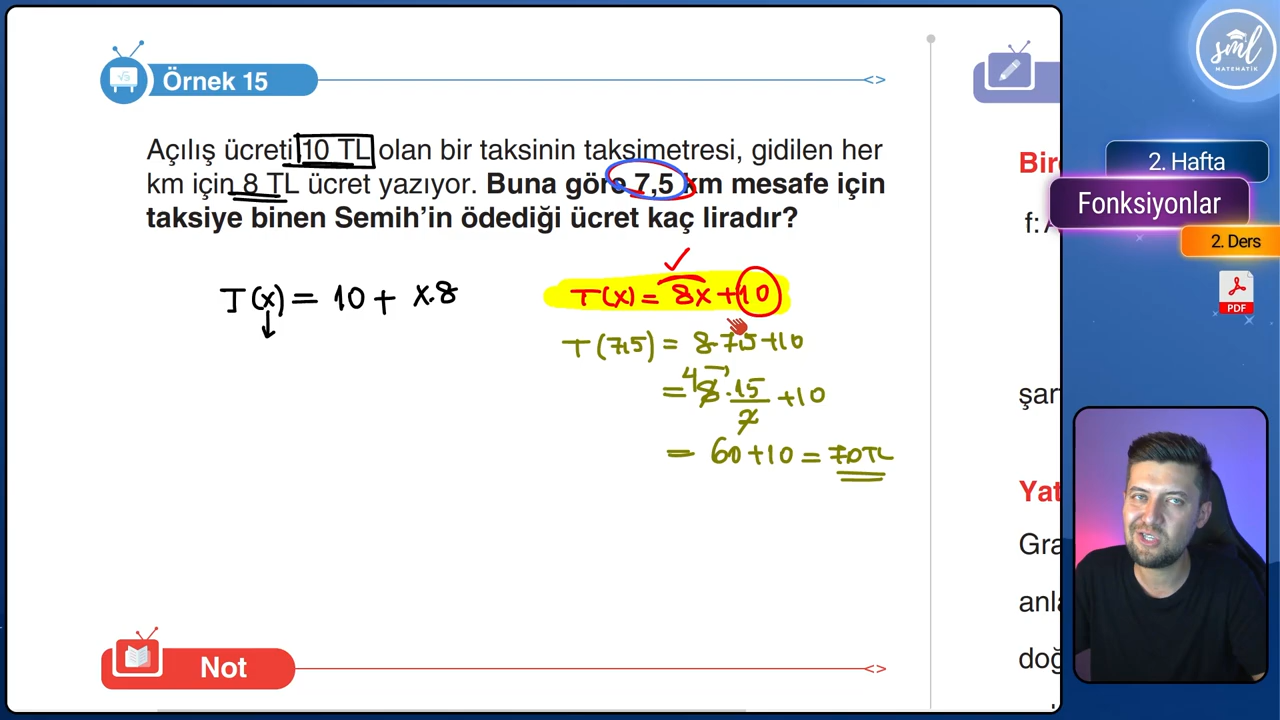 Örnek 15
Açılış ücreti 10 TL olan bir taksinin taksimetresi, gidilen her
km için 8 TL ücret yazıyor. Buna göre 7,5 km mesafe için
taksiye binen Semih'in ödediği ücret kaç liradır?
T(x) = 10 + x.8
T(x) = 8x + 10
T(7,5) = 8.7,5+10
= 4 8.15/2 +10
= 60+10 = 70TL
Not
Bire
f: A
şart
Yat
Gra
anla
doğ
sml
MATEMATİK
2. Hafta
Fonksiyonlar
2. Ders
PDF